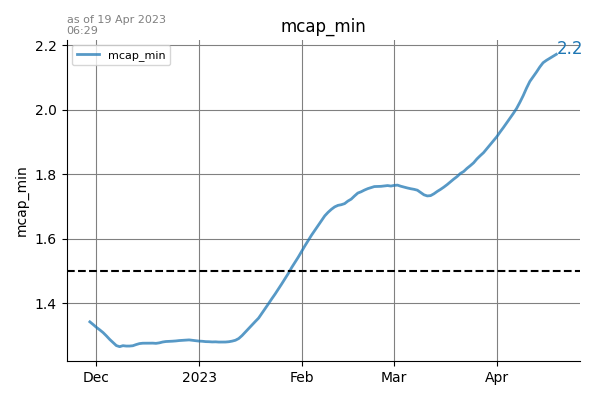 as of 19 Apr 2023
06:29
mcap_min
mcap_min
2.2
2.2
2.0
1.8
1.6
1.4
mcap_min
Dec
2023
Feb
Mar
Apr